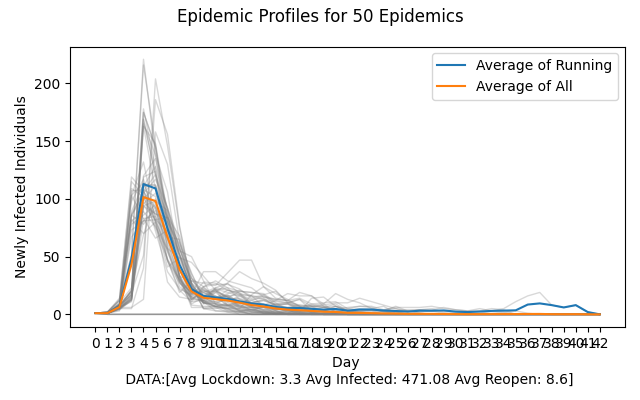 Epidemic Profiles for 50 Epidemics
Newly Infected Individuals
200
150
100
50
0
Average of Running
Average of All
0 1 2 3 4 5 6 7 8 9 10 11 12 13 14 15 16 17 18 19 20 21 22 23 24 25 26 27 28 29 30 31 32 33 34 35 36 37 38 39 40 41 42
Day
DATA:[Avg Lockdown: 3.3 Avg Infected: 471.08 Avg Reopen: 8.6]